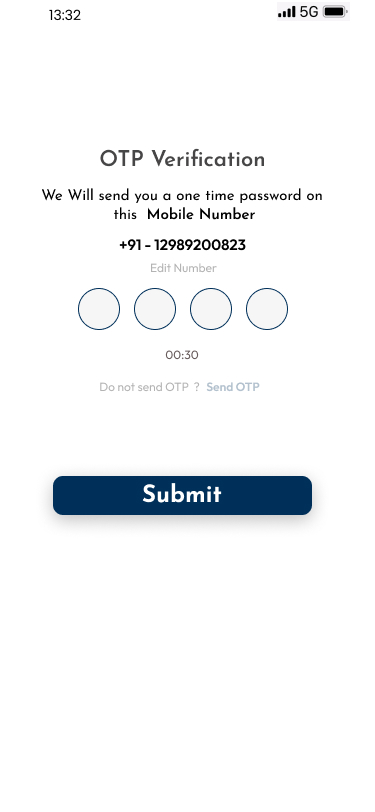 13:32 5G
OTP Verification
We Will send you a one time password on
this Mobile Number
+91 - 12989200823
Edit Number
00:30
Do not send OTP ? Send OTP
Submit